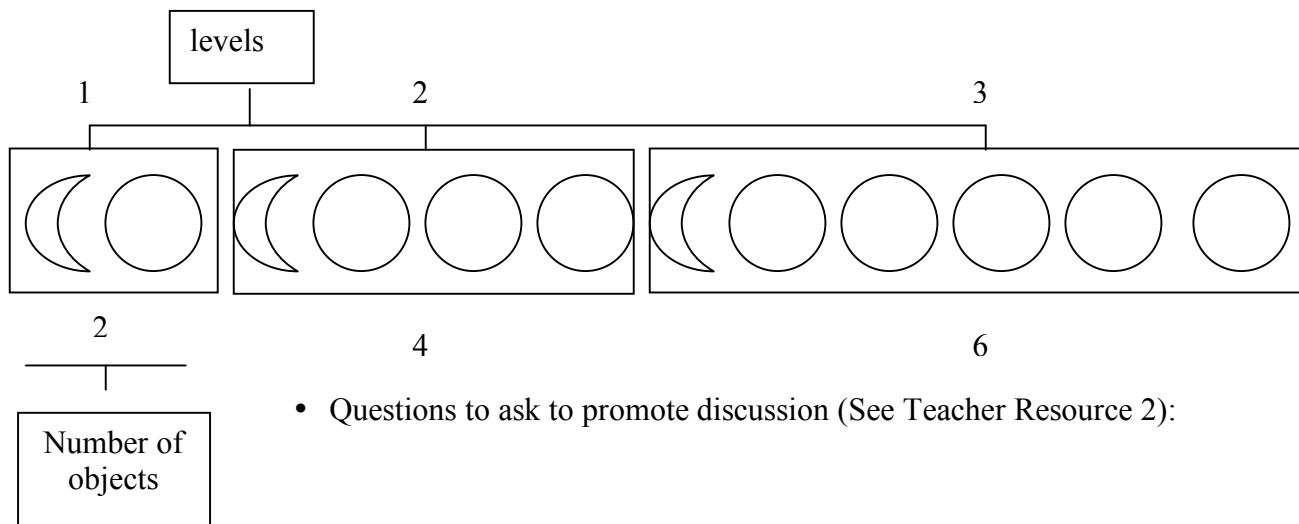 levels
1 2 3
2 4 6
• Questions to ask to promote discussion (See Teacher Resource 2):
Number of
objects